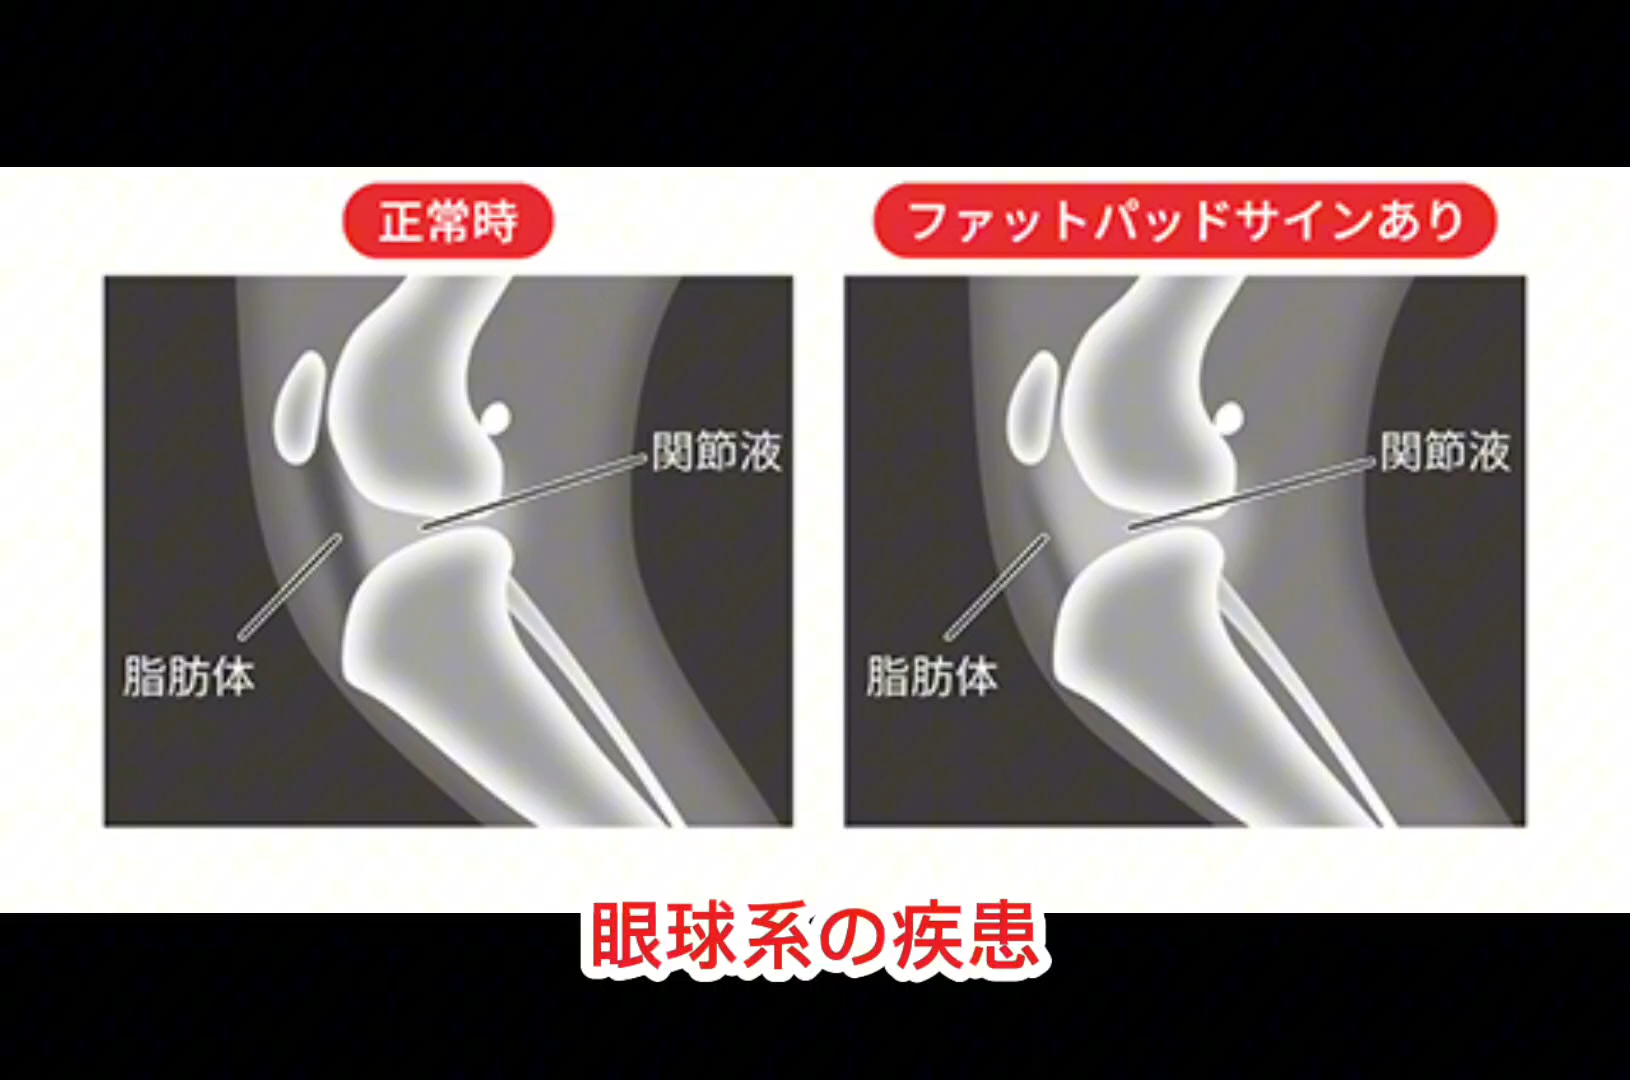 正常時
ファットパッドサインあり
関節液
関節液
脂肪体
脂肪体
眼球系の疾患